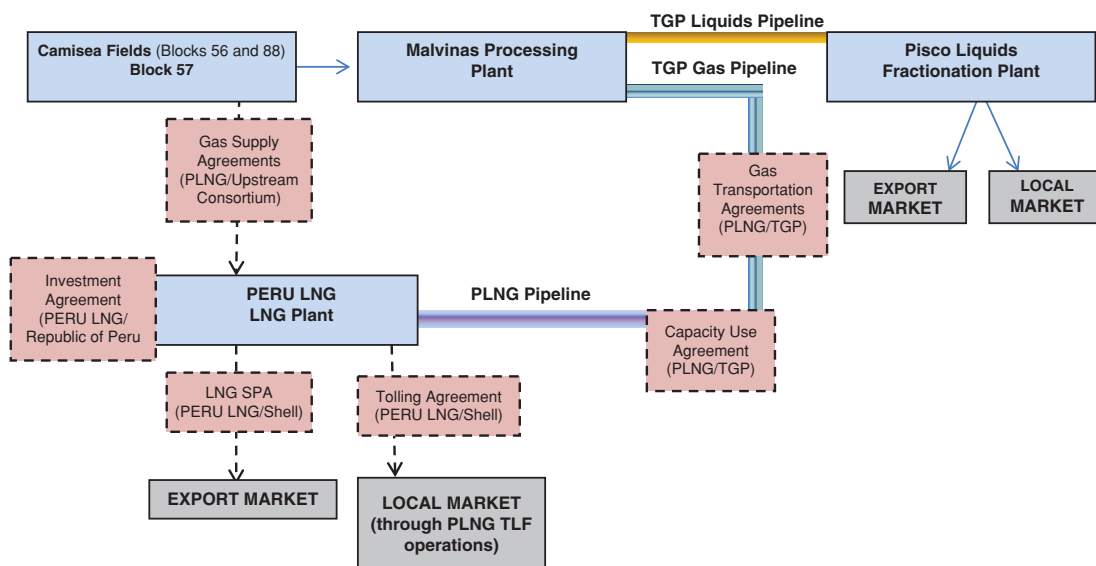 TGP Liquids Pipeline
Camisea Fields (Blocks 56 and 88)
Block 57
Malvinas Processing
Plant
TGP Gas Pipeline
Pisco Liquids
Fractionation Plant
Gas Supply
Agreements
(PLNG/Upstream
Consortium)
Gas
Transportation
Agreements
(PLNG/TGP)
EXPORT
MARKET
LOCAL
MARKET
Investment
Agreement
(PERU LNG/
Republic of Peru
PERU LNG
LNG Plant
PLNG Pipeline
Capacity Use
Agreement
(PLNG/TGP)
LNG SPA
(PERU LNG/Shell)
Tolling Agreement
(PERU LNG/Shell)
EXPORT MARKET
LOCAL MARKET
(through PLNG TLF
operations)